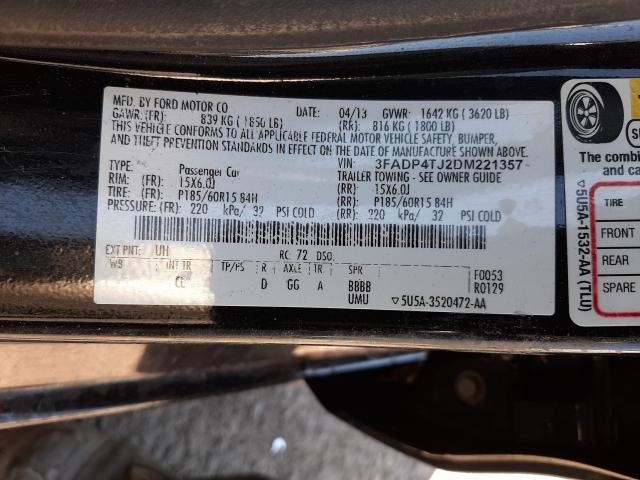 MFD. BY FORD MOTOR CO.
DATE: 04/13 GVWR: 1642 KG ( 3620 LB)
GAWR: (FR): 839 KG ( 1850 LB) (RR): 816 KG ( 1800 LB)
THIS VEHICLE CONFORMS TO ALL APPLICABLE FEDERAL MOTOR VEHICLE SAFETY, BUMPER,
AND THEFT PREVENTION STANDARDS IN EFFECT ON THE DATE OF MANUFACTURE SHOWN ABOVE.
VIN: 3FADP4TJ2DM221357
TYPE: Passenger Car TRAILER TOWING - SEE OWNER GUIDE
RIM: (FR): 15X6.0J (RR): 15X6.0J
TIRE: (FR): P185/60R15 84H (RR): P185/60R15 84H
PRESSURE: (FR): 220 kPa/ 32 PSI COLD (RR): 220 kPa/ 32 PSI COLD
EXT PNT: UH RC: 72 DSO:
WB INT TR TP/PS R AXLE TR SPR F0053
CL D GG A BBBB R0129
UMU ▽5U5A-3520472-AA
The combin
and ca
TIRE
FRONT
REAR
SPARE
▽5U5A-1532-AA (TLU)